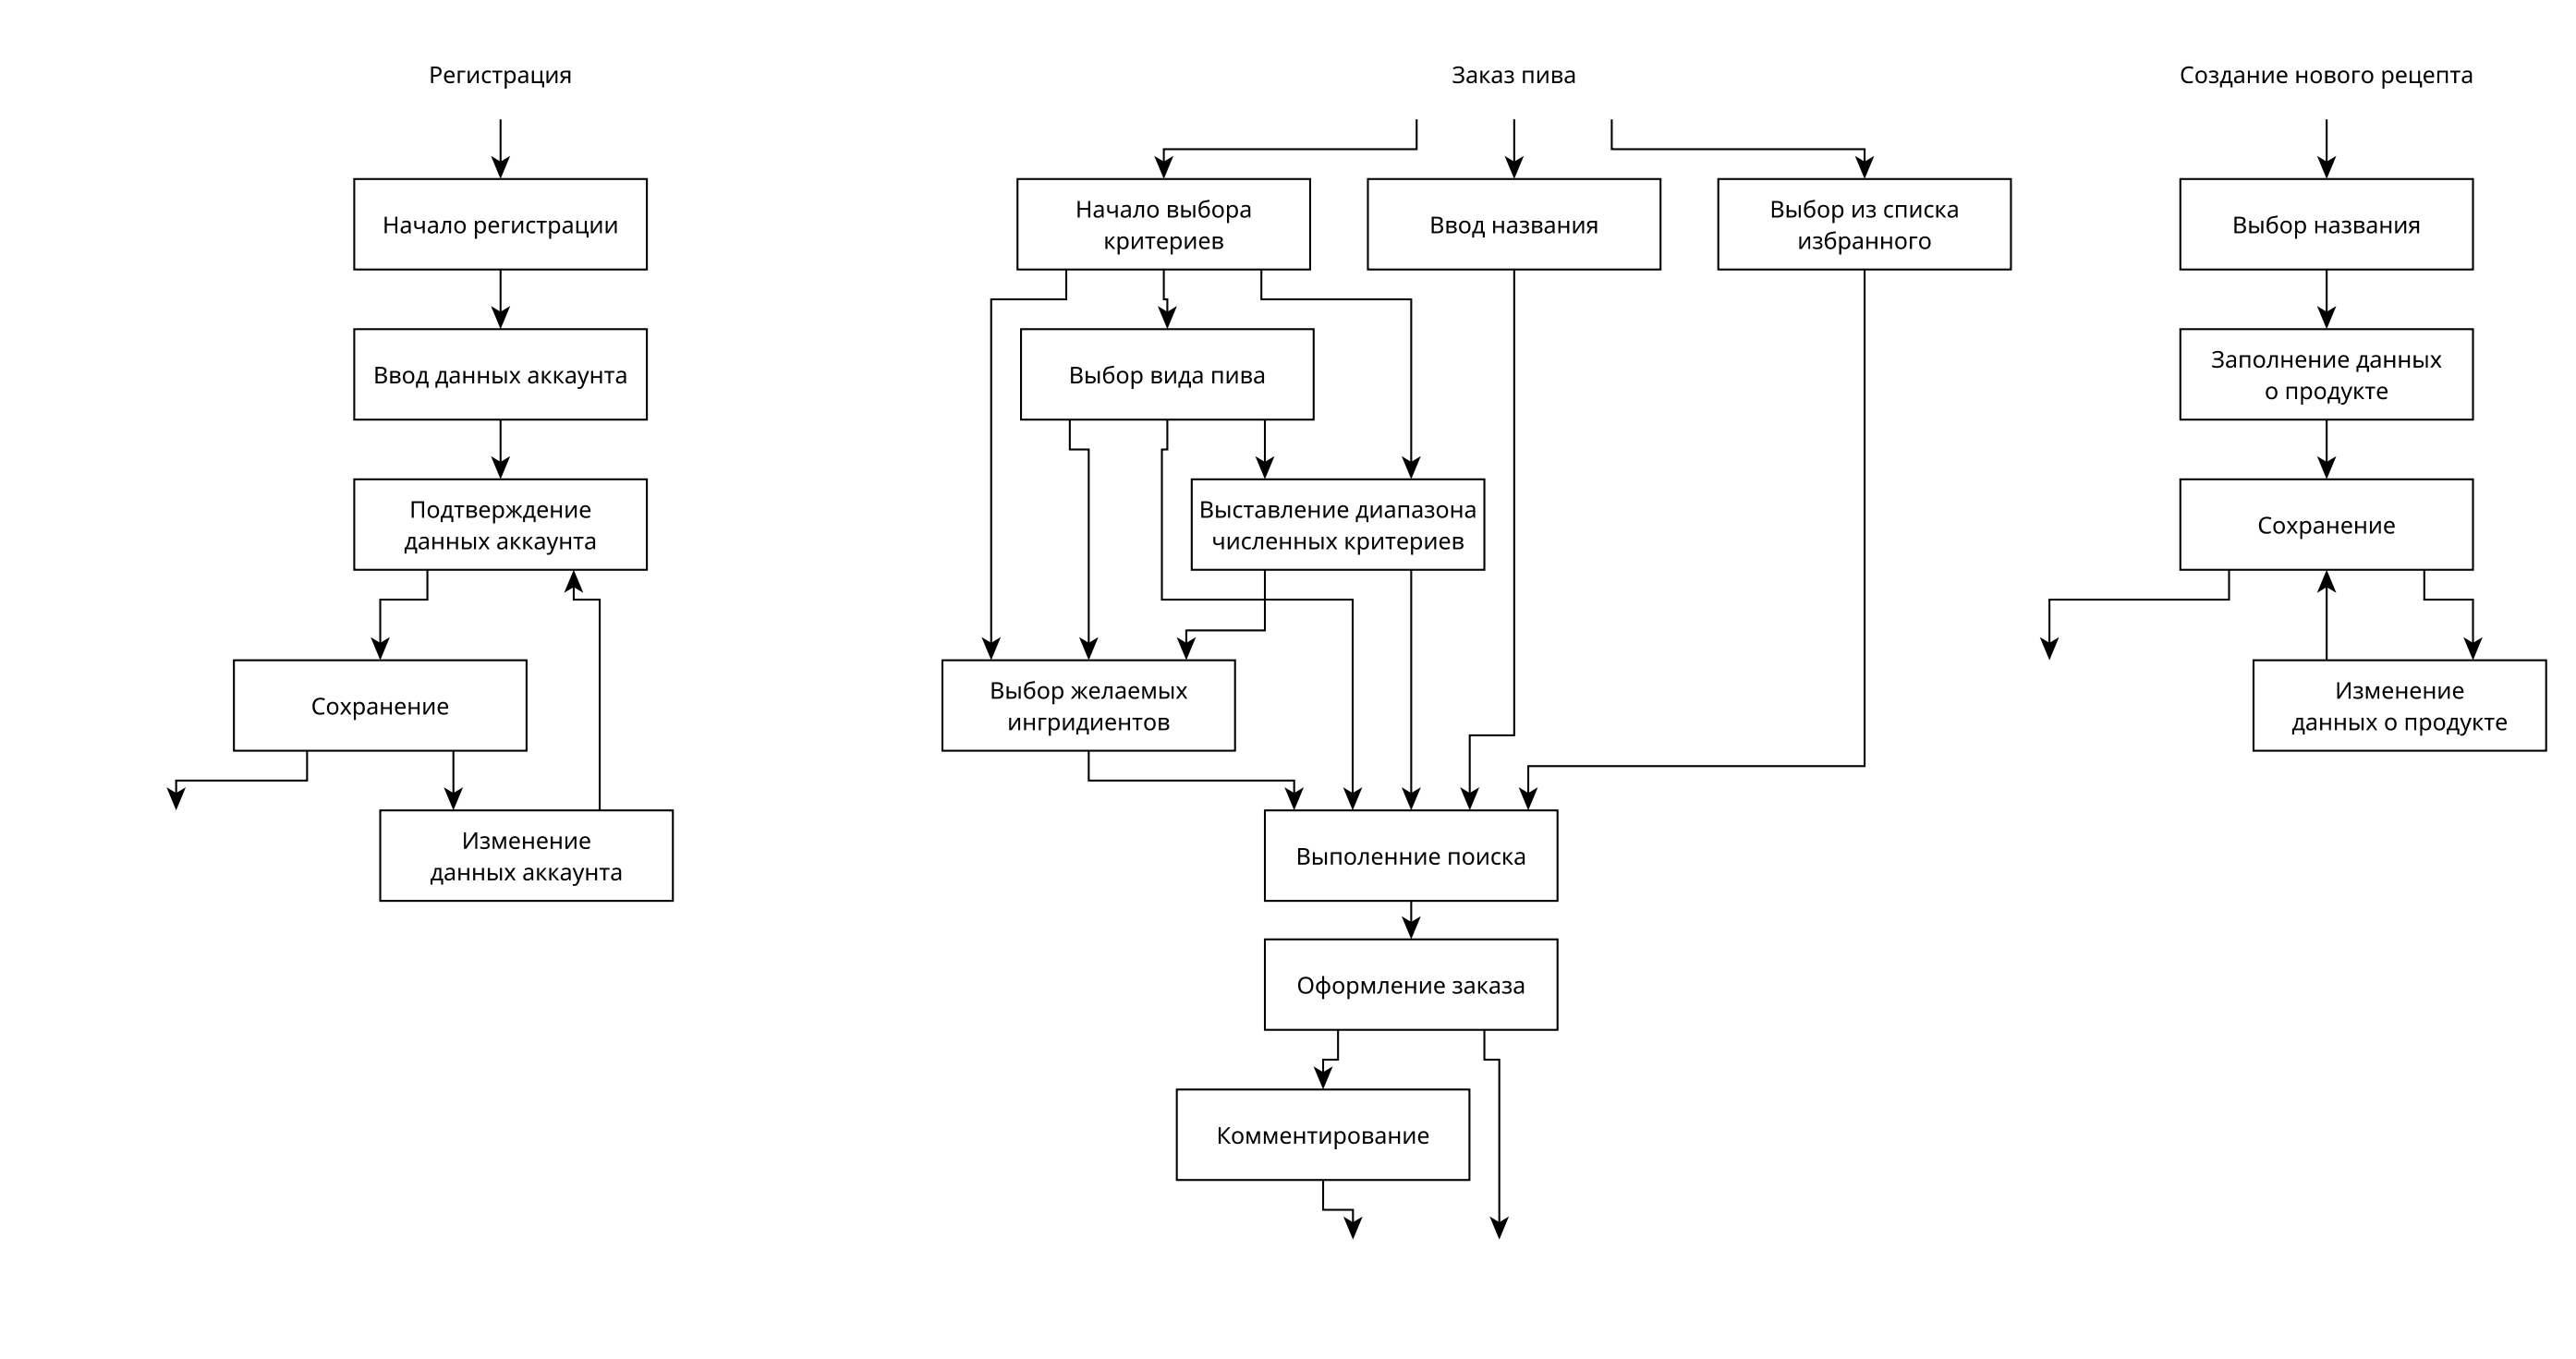 Регистрация
Начало регистрации
Ввод данных аккаунта
Подтверждение
данных аккаунта
Сохранение
Изменение
данных аккаунта
Заказ пива
Начало выбора
критериев
Ввод названия
Выбор из списка
избранного
Выбор вида пива
Выставление диапазона
численных критериев
Выбор желаемых
ингридиентов
Выполенние поиска
Оформление заказа
Комментирование
Создание нового рецепта
Выбор названия
Заполнение данных
о продукте
Сохранение
Изменение
данных о продукте